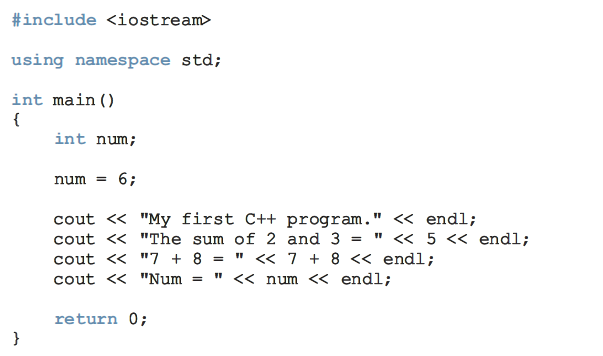 #include <iostream>
using namespace std;
int main()
{
int num;
num = 6;
cout << "My first C++ program." << endl;
cout << "The sum of 2 and 3 = " << 5 << endl;
cout << "7 + 8 = " << 7 + 8 << endl;
cout << "Num = " << num << endl;
return 0;
}